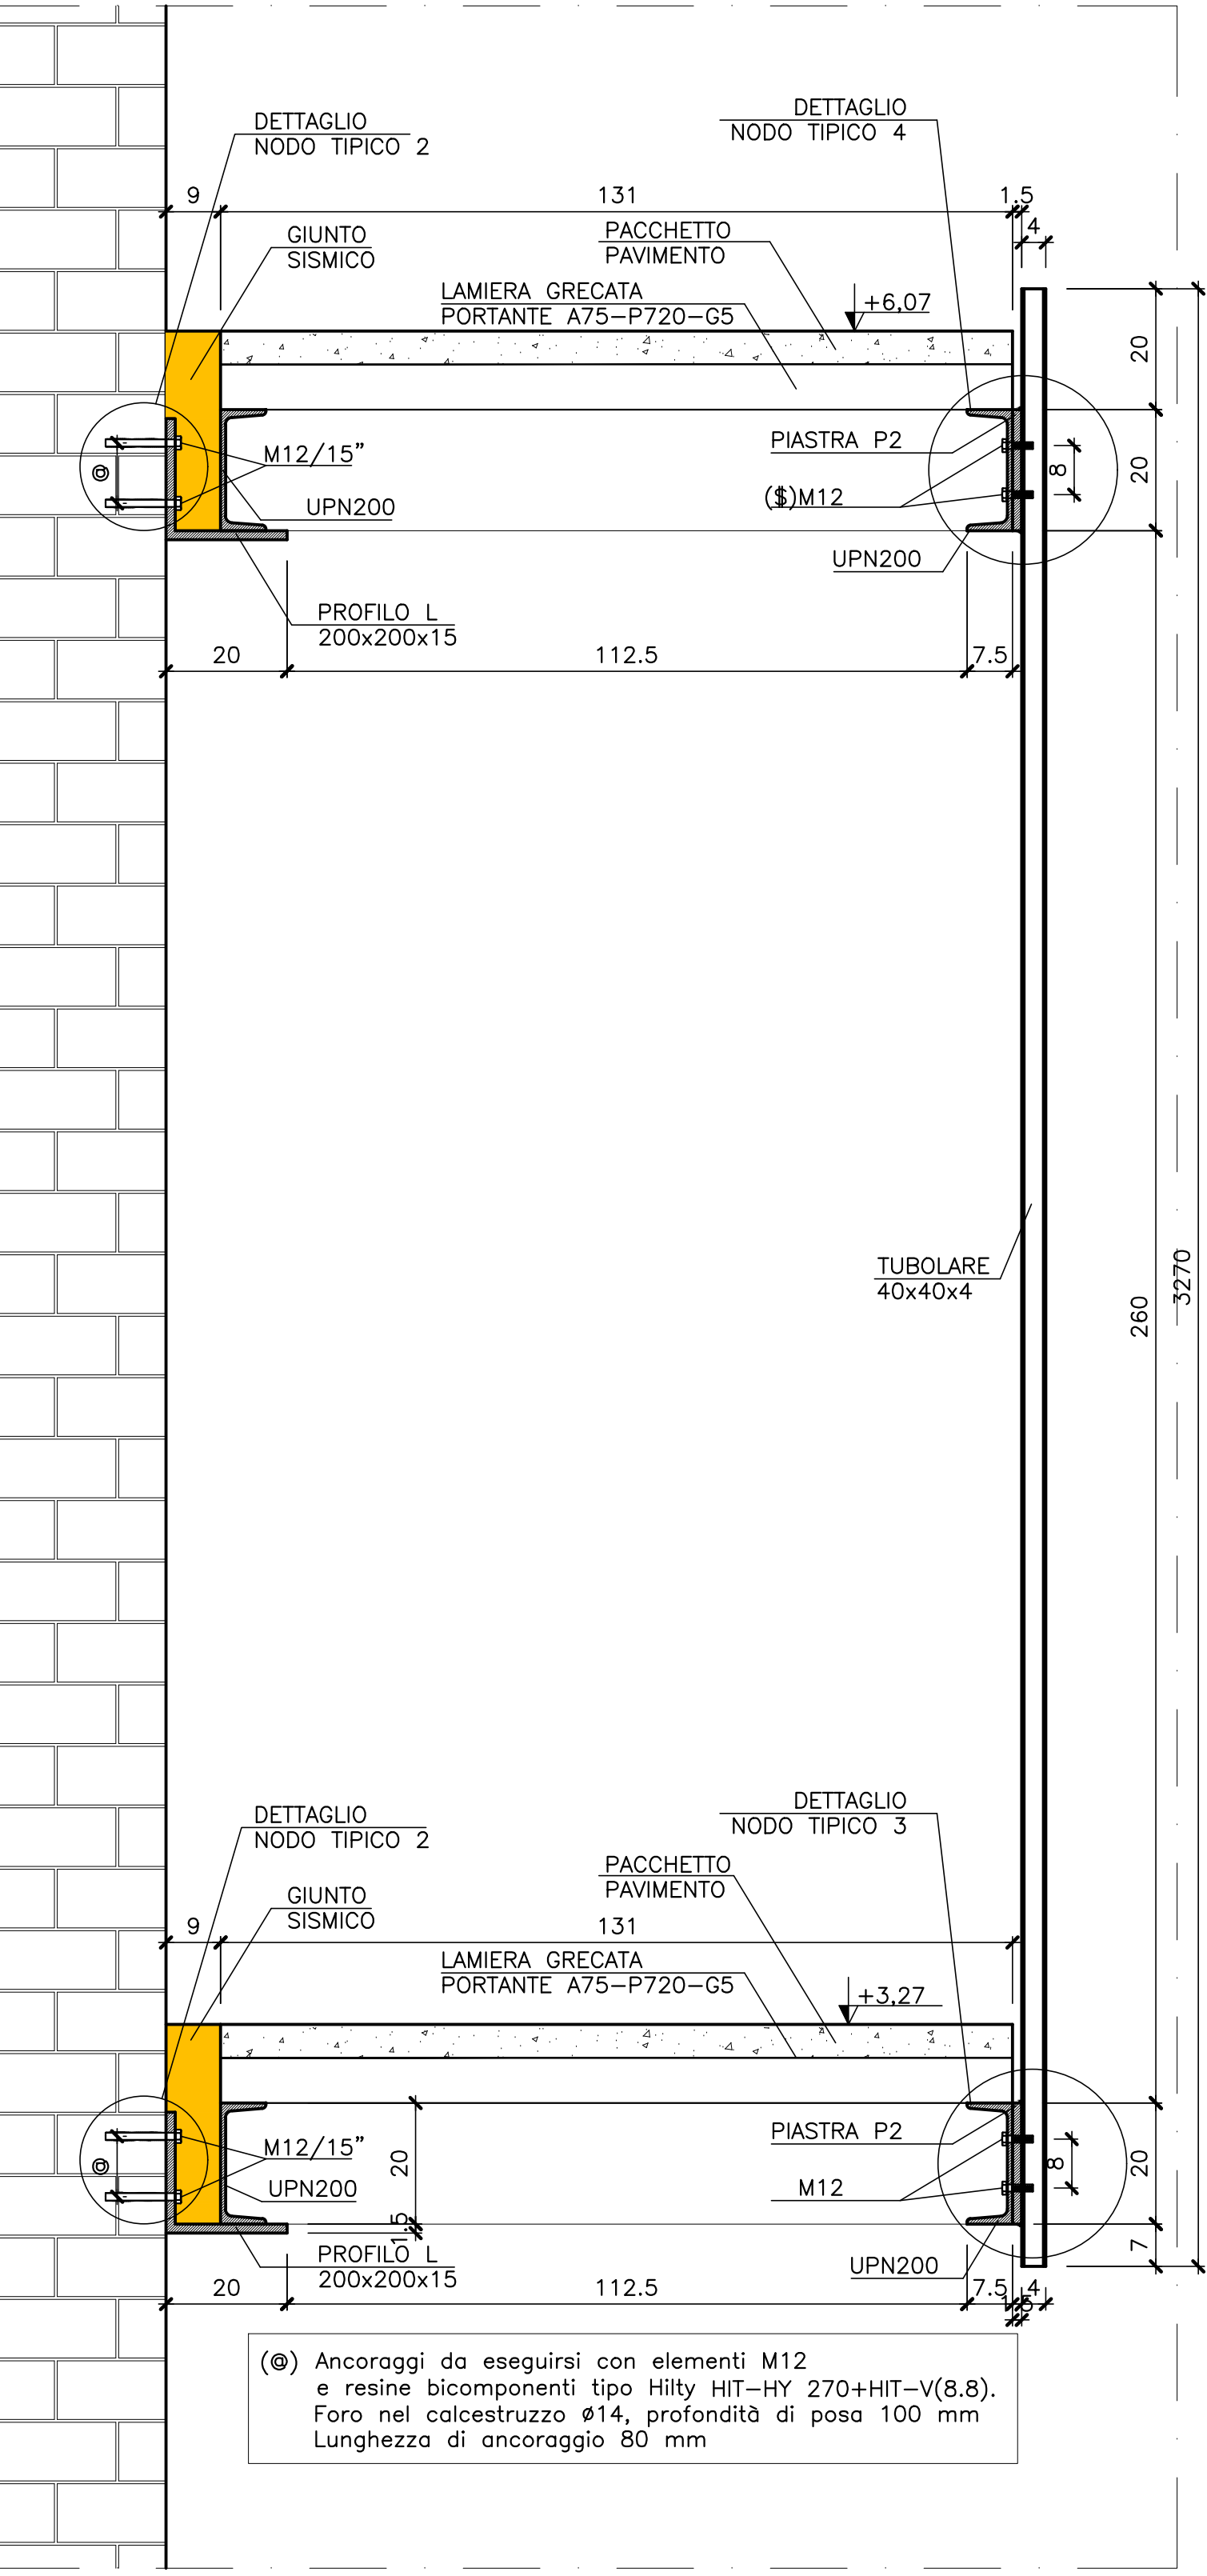 DETTAGLIO
NODO TIPICO 2
DETTAGLIO
NODO TIPICO 4
9
131
1.5
4
GIUNTO
SISMICO
PACCHETTO
PAVIMENTO
LAMIERA GRECATA
PORTANTE A75-P720-G5
+6,07
20
@
M12/15"
UPN200
PIASTRA P2
($)M12
8
20
UPN200
PROFILO L
200x200x15
20
112.5
7.5
TUBOLARE
40x40x4
260
3270
DETTAGLIO
NODO TIPICO 2
DETTAGLIO
NODO TIPICO 3
PACCHETTO
PAVIMENTO
GIUNTO
SISMICO
9
131
LAMIERA GRECATA
PORTANTE A75-P720-G5
+3,27
@
M12/15"
UPN200
20
1.5
PIASTRA P2
M12
8
20
7
UPN200
PROFILO L
200x200x15
20
112.5
7.5
4
1.5
(@) Ancoraggi da eseguirsi con elementi M12
e resine bicomponenti tipo Hilty HIT-HY 270+HIT-V(8.8).
Foro nel calcestruzzo Ø14, profondità di posa 100 mm
Lunghezza di ancoraggio 80 mm